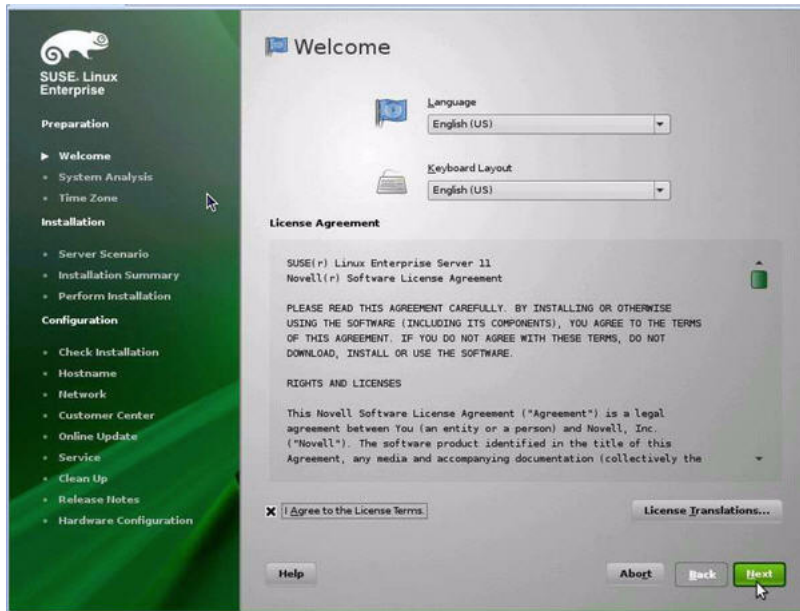 SUSE. Linux
Enterprise
Preparation
Welcome
System Analysis
Time Zone
Installation
Server Scenario
Installation Summary
Perform Installation
Configuration
Check Installation
Hostname
Network
Customer Center
Online Update
Service
Clean Up
Release Notes
Hardware Configuration
Welcome
Language
English (US)
Keyboard Layout
English (US)
License Agreement
SUSE(r) Linux Enterprise Server 11
Novell(r) Software License Agreement
PLEASE READ THIS AGREEMENT CAREFULLY. BY INSTALLING OR OTHERWISE
USING THE SOFTWARE (INCLUDING ITS COMPONENTS), YOU AGREE TO THE TERMS
OF THIS AGREEMENT. IF YOU DO NOT AGREE WITH THESE TERMS, DO NOT
DOWNLOAD, INSTALL OR USE THE SOFTWARE.
RIGHTS AND LICENSES
This Novell Software License Agreement ("Agreement") is a legal
agreement between You (an entity or a person) and Novell, Inc.
("Novell"). The software product identified in the title of this
Agreement, any media and accompanying documentation (collectively the
I Agree to the License Terms.
License Translations...
Help
Abort
Back
Next